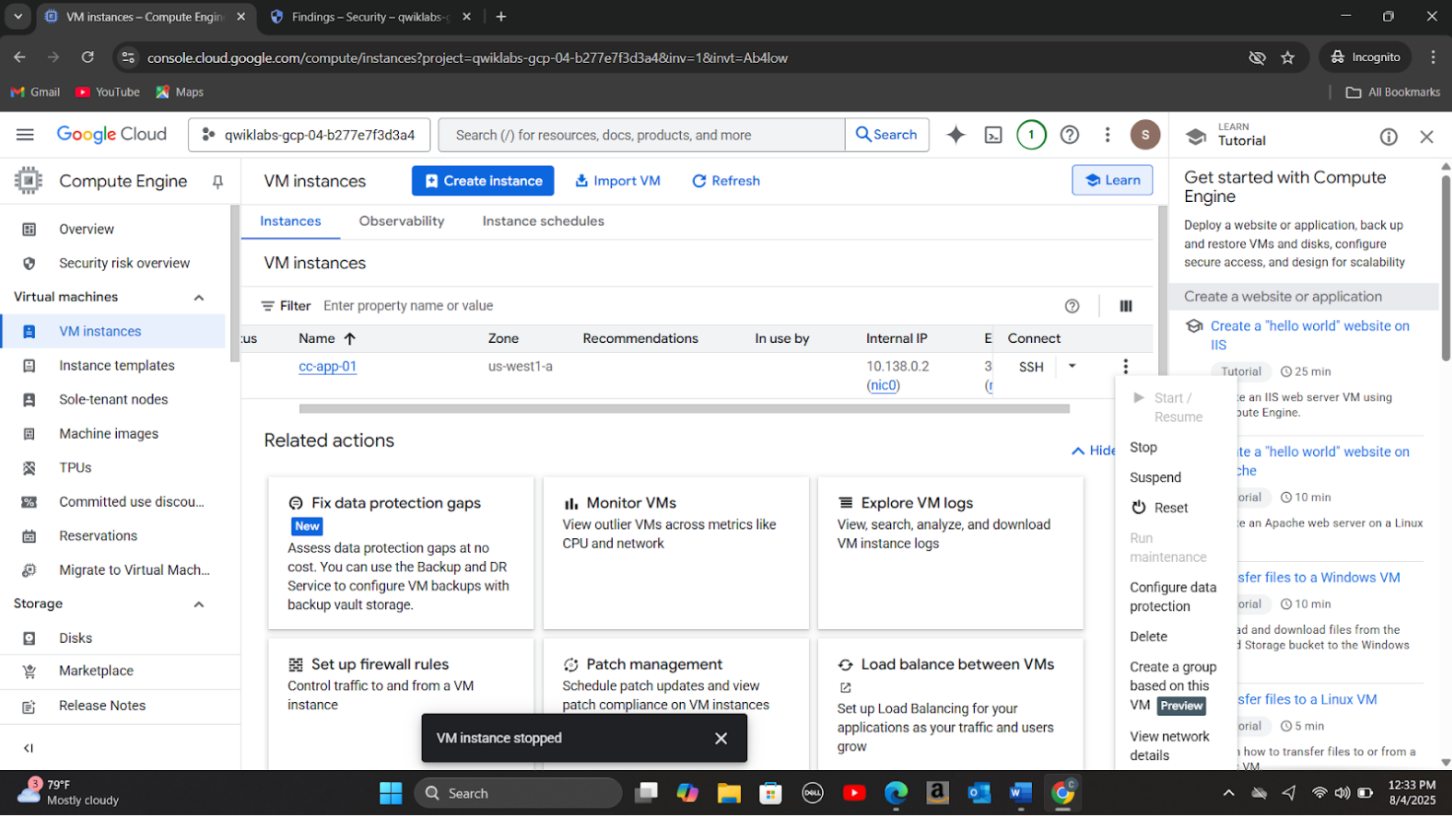 VM instances – Compute Engin
Findings – Security – qwiklabs-g
console.cloud.google.com/compute/instances?project=qwiklabs-gcp-04-b277e7f3d3a4&inv=1&invt=Ab4low
Incognito
Gmail
YouTube
Maps
All Bookmarks
Google Cloud
qwiklabs-gcp-04-b277e7f3d3a4
Search (/) for resources, docs, products, and more
Search
1
S
LEARN
Tutorial
Compute Engine
VM instances
Create instance
Import VM
Refresh
Learn
Overview
Security risk overview
Virtual machines
VM instances
Instance templates
Sole-tenant nodes
Machine images
TPUs
Committed use discou...
Reservations
Migrate to Virtual Mach...
Storage
Disks
Marketplace
Release Notes
Instances
Observability
Instance schedules
VM instances
Filter
Enter property name or value
tus
Name
Zone
Recommendations
In use by
Internal IP
E
Connect
cc-app-01
us-west1-a
10.138.0.2
(nic0)
3
(r
SSH
Related actions
Hide
Fix data protection gaps
New
Assess data protection gaps at no
cost. You can use the Backup and DR
Service to configure VM backups with
backup vault storage.
Monitor VMs
View outlier VMs across metrics like
CPU and network
Explore VM logs
View, search, analyze, and download
VM instance logs
Set up firewall rules
Control traffic to and from a VM
instance
Patch management
Schedule patch updates and view
patch compliance on VM instances
Load balance between VMs
Set up Load Balancing for your
applications as your traffic and users
grow
VM instance stopped
Start /
Resume
Stop
Suspend
Reset
Run
maintenance
Configure data
protection
Delete
Create a group
based on this
VM Preview
View network
details
Get started with Compute
Engine
Deploy a website or application, back up
and restore VMs and disks, configure
secure access, and design for scalability
Create a website or application
Create a "hello world" website on
IIS
Tutorial
25 min
te an IIS web server VM using
pute Engine.
te a "hello world" website on
che
orial
10 min
te an Apache web server on a Linux
sfer files to a Windows VM
orial
10 min
ad and download files from the
d Storage bucket to the Windows
sfer files to a Linux VM
orial
5 min
n how to transfer files to or from a
VM.
3
79°F
Mostly cloudy
Search
DELL
12:33 PM
8/4/2025